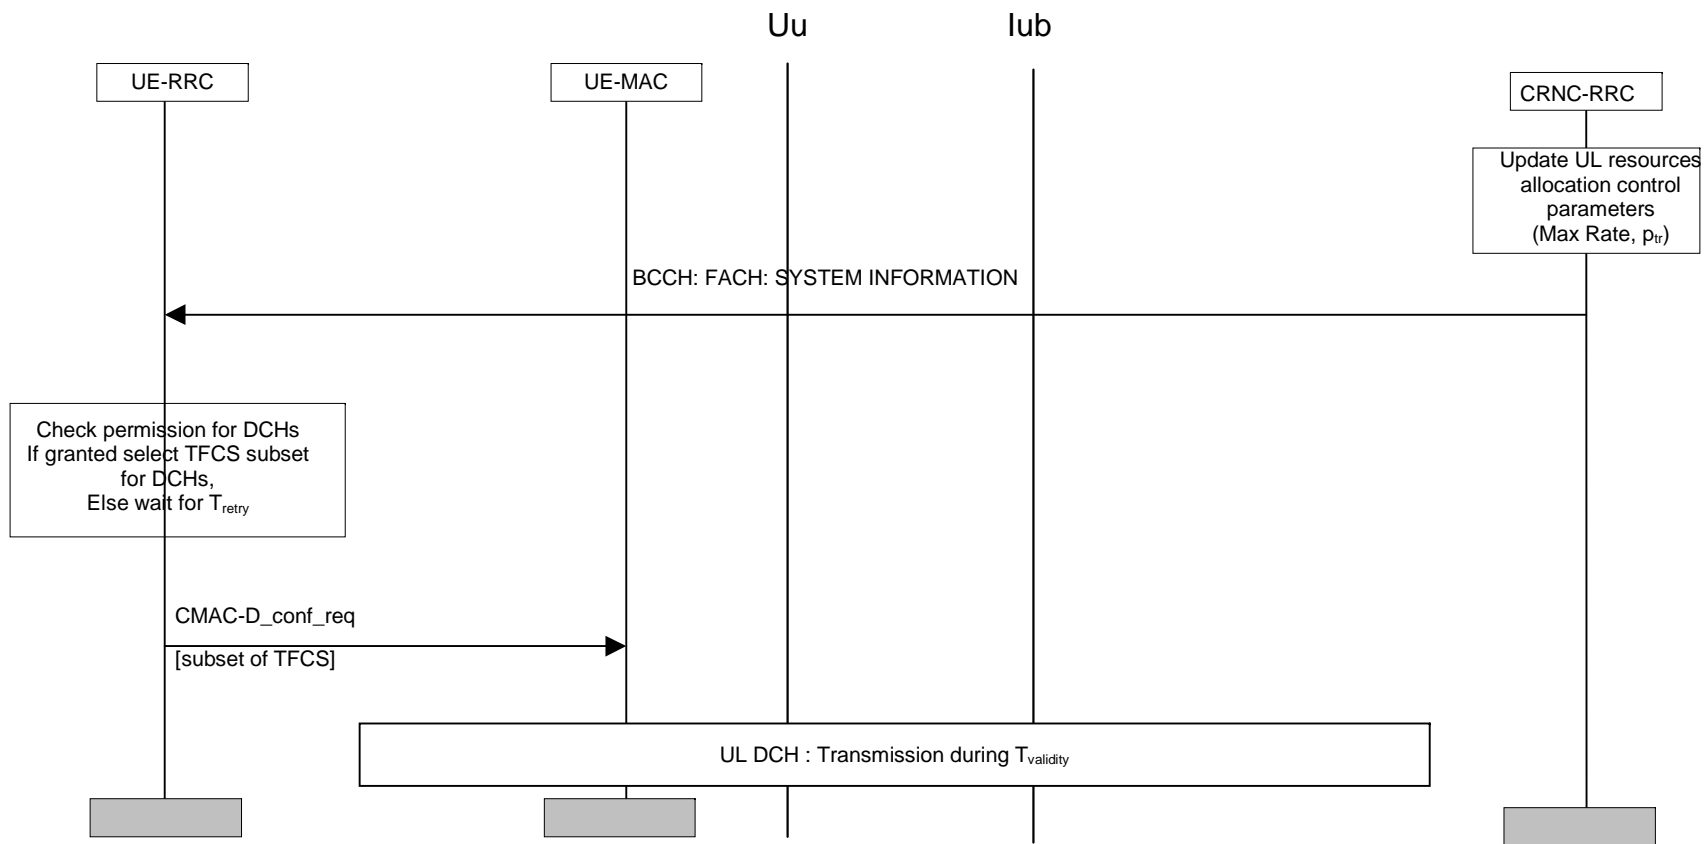 Uu
Iub
UE-RRC
UE-MAC
CRNC-RRC
Update UL resources
allocation control
parameters
(Max Rate, ptr)
BCCH: FACH: SYSTEM INFORMATION
Check permission for DCHs
If granted select TFCS subset
for DCHs,
Else wait for Tretry
CMAC-D_conf_req
[subset of TFCS]
UL DCH : Transmission during Tvalidity